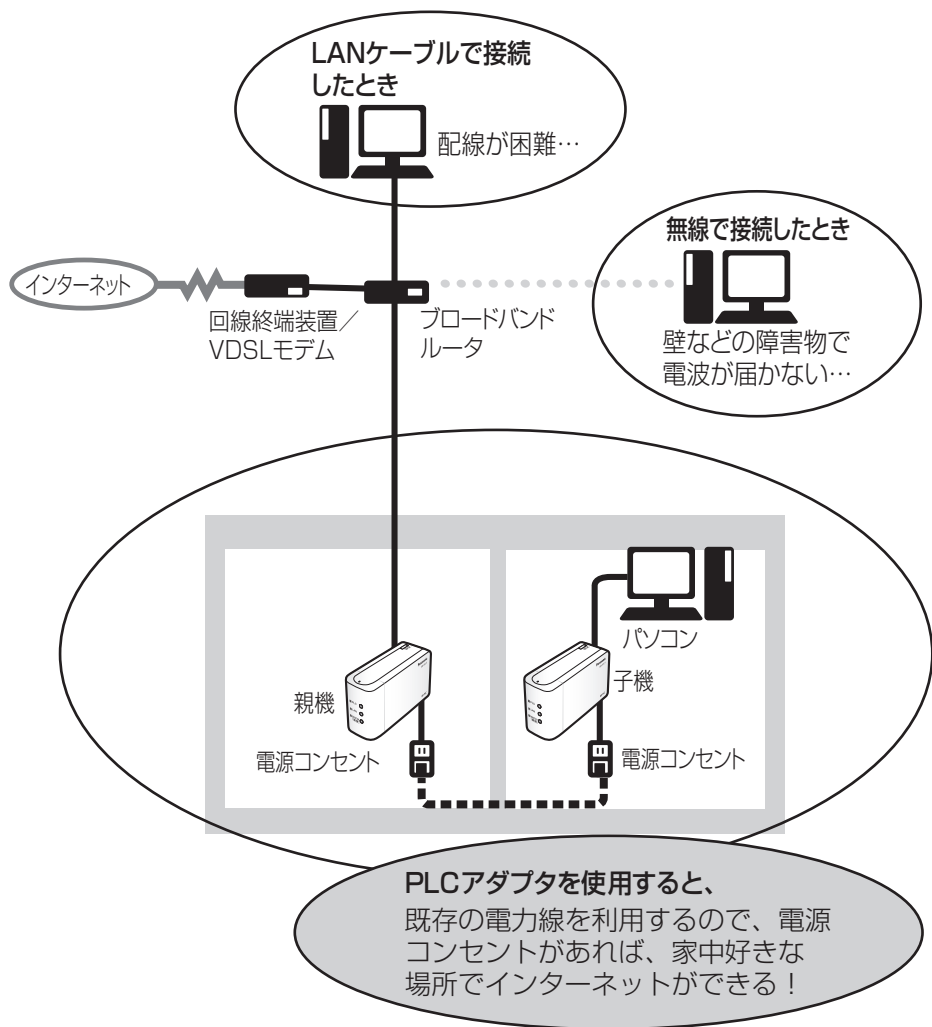 LANケーブルで接続
したとき
配線が困難…
無線で接続したとき
壁などの障害物で
電波が届かない…
インターネット
回線終端装置／
VDSLモデム
ブロードバンド
ルータ
パソコン
親機
子機
電源コンセント
電源コンセント
PLCアダプタを使用すると、
既存の電力線を利用するので、電源
コンセントがあれば、家中好きな
場所でインターネットができる！